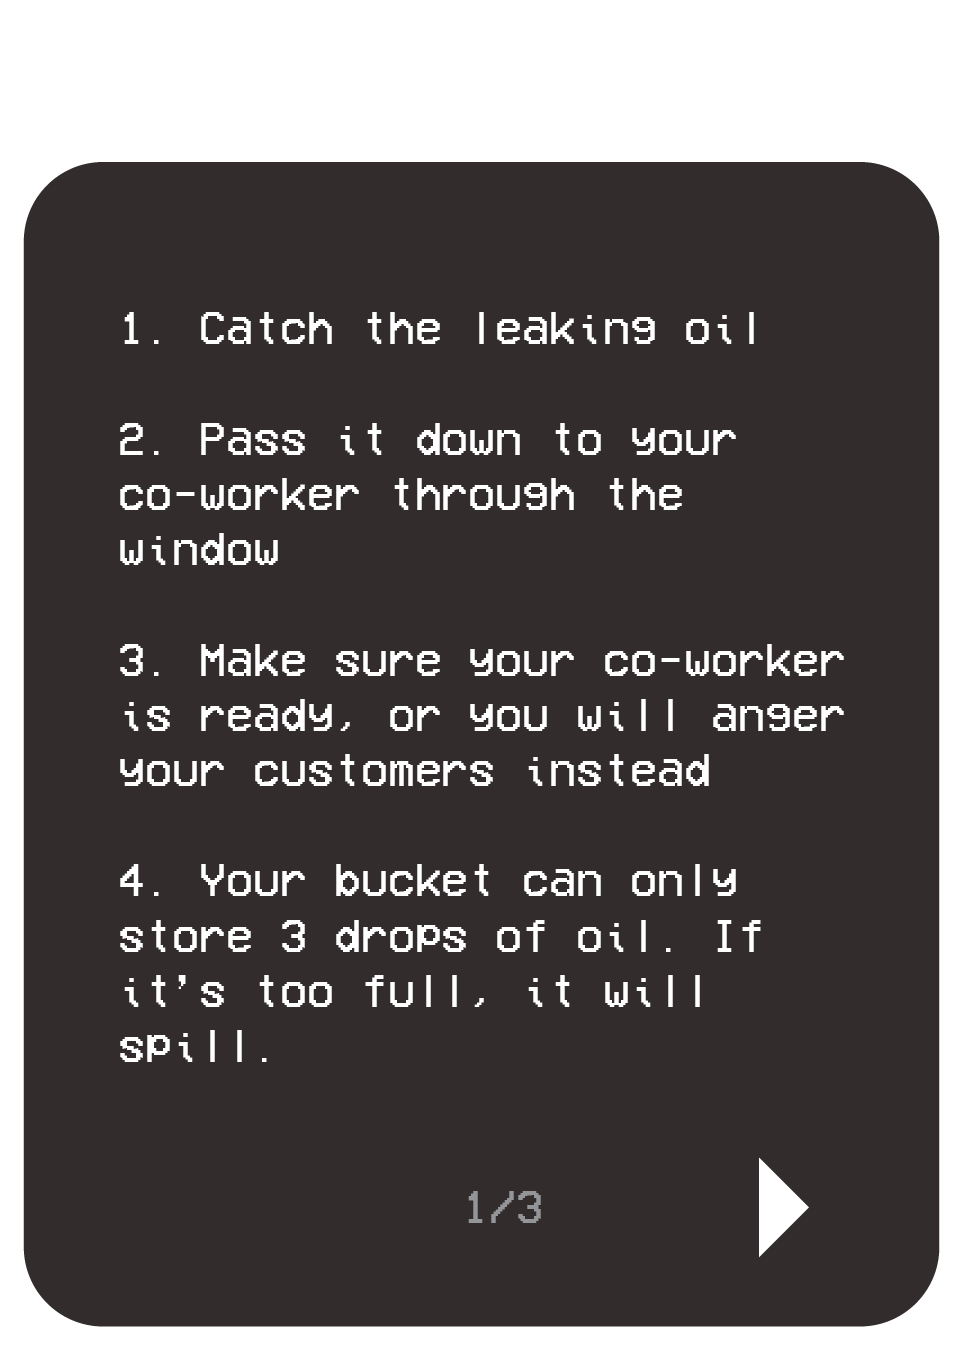 1. Catch the leaking oil
2. Pass it down to your
co-worker through the
window
3. Make sure your co-worker
is ready, or you will anger
your customers instead
4. Your bucket can only
store 3 drops of oil. If
it's too full, it will
spill.
1/3